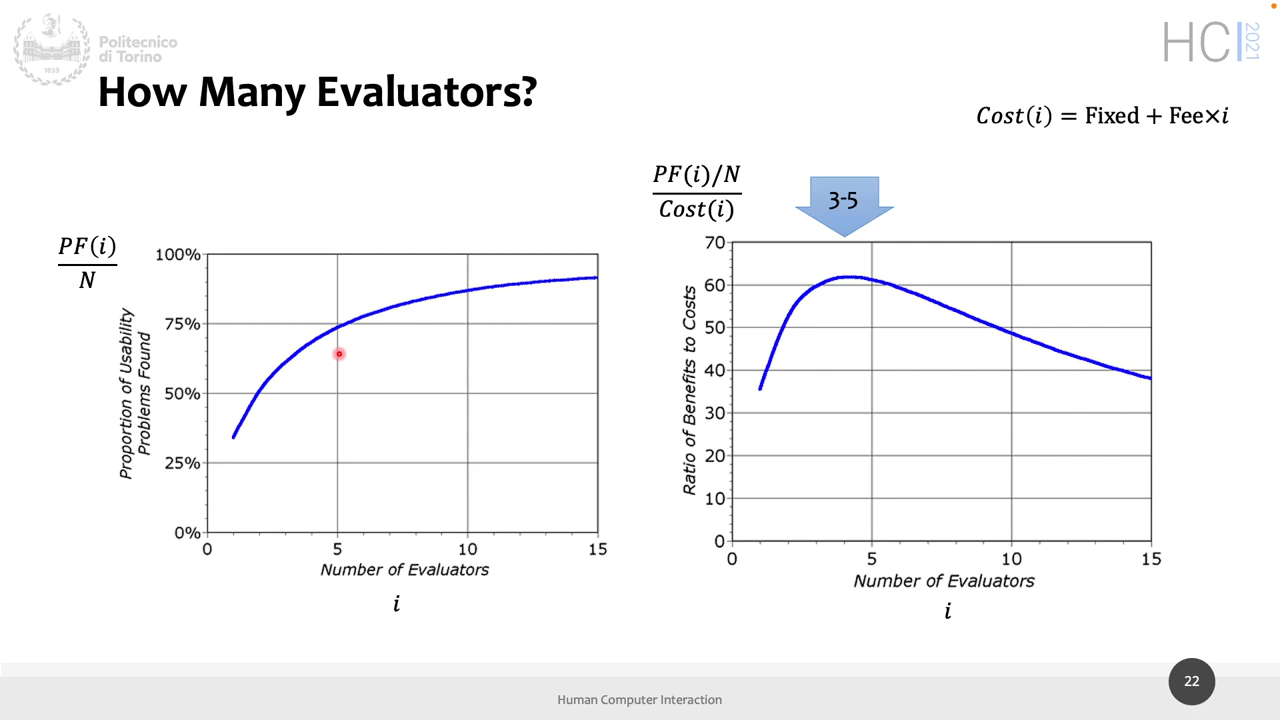 Politecnico
di Torino
1859
HCI 2021
How Many Evaluators?
Cost(i) = Fixed + Fee×i
PF(i)/N
Cost(i)
3-5
PF(i)
N
100%
75%
50%
25%
0%
Proportion of Usability
Problems Found
0 5 10 15
Number of Evaluators
i
70
60
50
40
30
20
10
0
Ratio of Benefits to Costs
0 5 10 15
Number of Evaluators
i
Human Computer Interaction
22